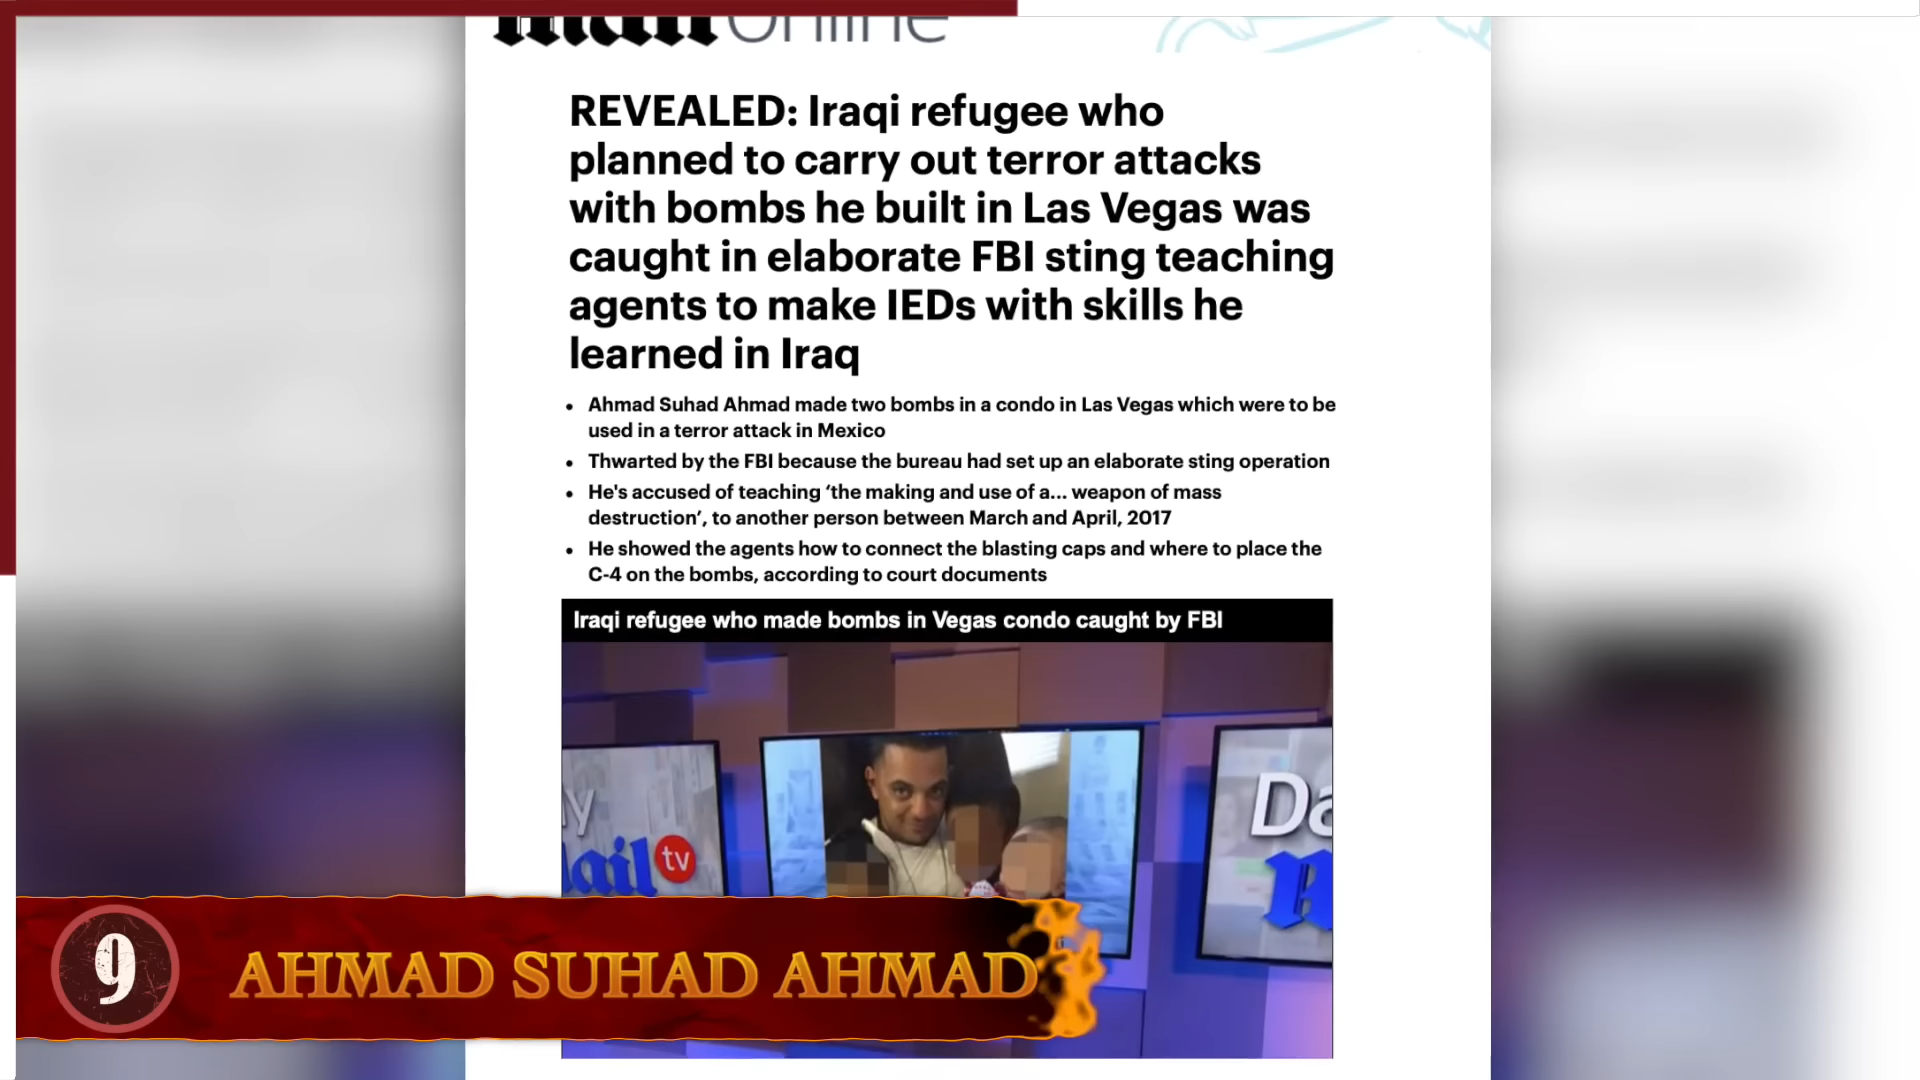 Mail Online
REVEALED: Iraqi refugee who
planned to carry out terror attacks
with bombs he built in Las Vegas was
caught in elaborate FBI sting teaching
agents to make IEDs with skills he
learned in Iraq
• Ahmad Suhad Ahmad made two bombs in a condo in Las Vegas which were to be
used in a terror attack in Mexico
• Thwarted by the FBI because the bureau had set up an elaborate sting operation
• He's accused of teaching ‘the making and use of a... weapon of mass
destruction’, to another person between March and April, 2017
• He showed the agents how to connect the blasting caps and where to place the
C-4 on the bombs, according to court documents
Iraqi refugee who made bombs in Vegas condo caught by FBI
y
ail tv
Da
9
AHMAD SUHAD AHMAD